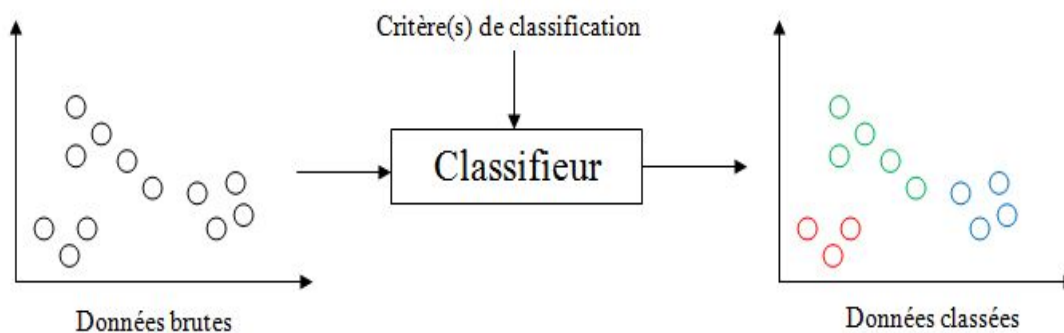 Critère(s) de classification
Classifieur
Données brutes
Données classées